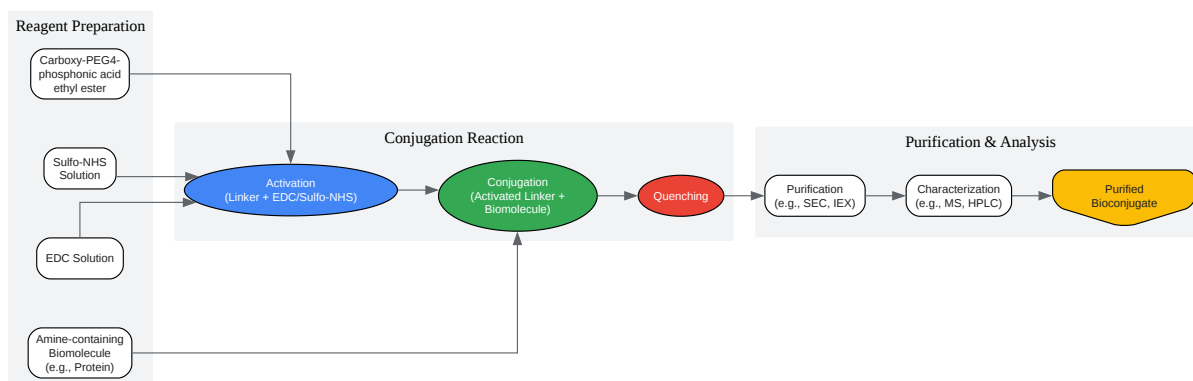 Reagent Preparation
Carboxy-PEG4-
phosphonic acid
ethyl ester
Sulfo-NHS
Solution
EDC Solution
Amine-containing
Biomolecule
(e.g., Protein)
Conjugation Reaction
Activation
(Linker + EDC/Sulfo-NHS)
Conjugation
(Activated Linker +
Biomolecule)
Quenching
Purification & Analysis
Purification
(e.g., SEC, IEX)
Characterization
(e.g., MS, HPLC)
Purified
Bioconjugate